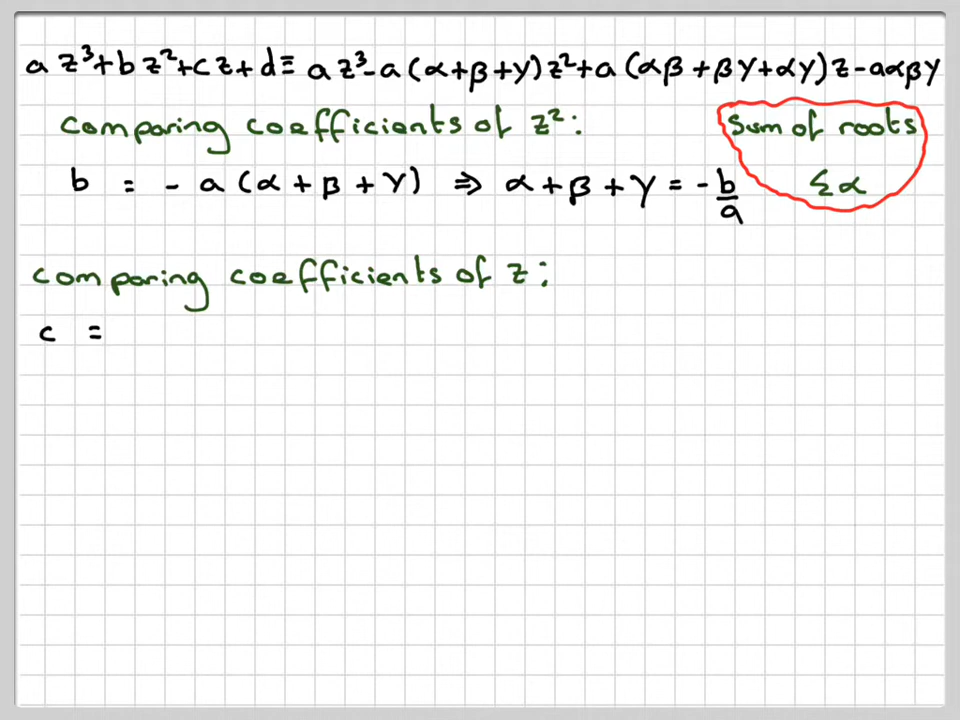 az³+bz²+cz+d≡ az³-a(α+β+γ)z²+a(αβ+βγ+αγ)z-aαβγ
Comparing coefficients of z²:
Sum of roots
b = -a(α+β+γ) ⇒ α+β+γ = -b/a
Σα
comparing coefficients of z:
c =